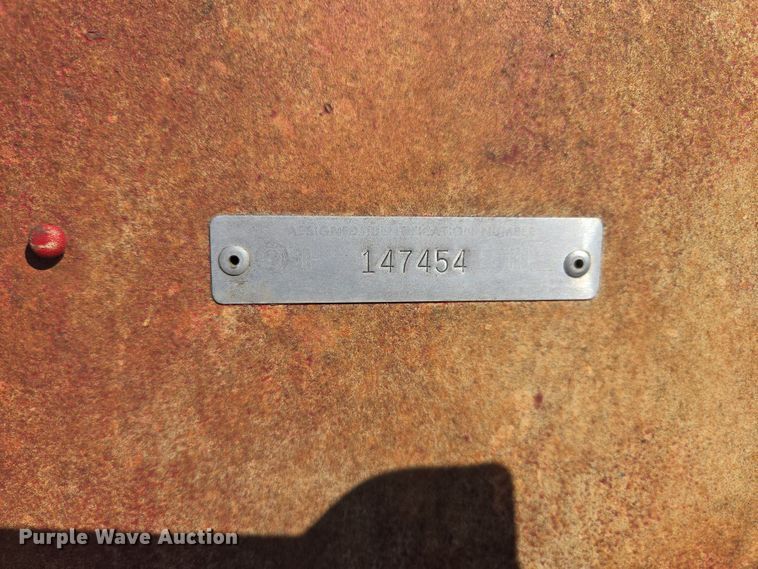 ASSIGNED IDENTIFICATION NUMBER
147454
Purple Wave Auction